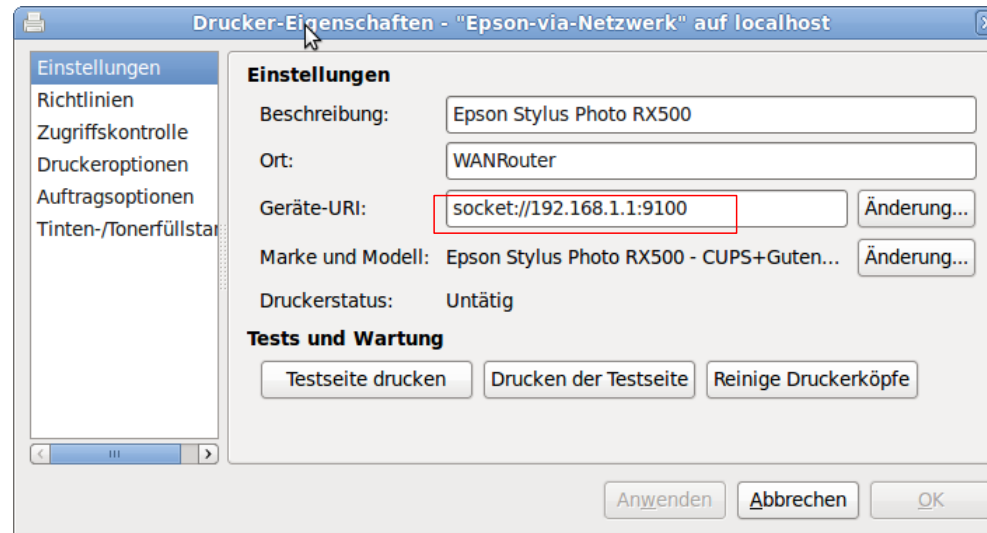 Drucker-Eigenschaften - "Epson-via-Netzwerk" auf localhost
Einstellungen
Richtlinien
Zugriffskontrolle
Druckeroptionen
Auftragsoptionen
Tinten-/Tonerfüllstar
Einstellungen
Beschreibung: Epson Stylus Photo RX500
Ort: WANRouter
Geräte-URI: socket://192.168.1.1:9100 Änderung...
Marke und Modell: Epson Stylus Photo RX500 - CUPS+Guten... Änderung...
Druckerstatus: Untätig
Tests und Wartung
Testseite drucken Drucken der Testseite Reinige Druckerköpfe
Anwenden Abbrechen OK